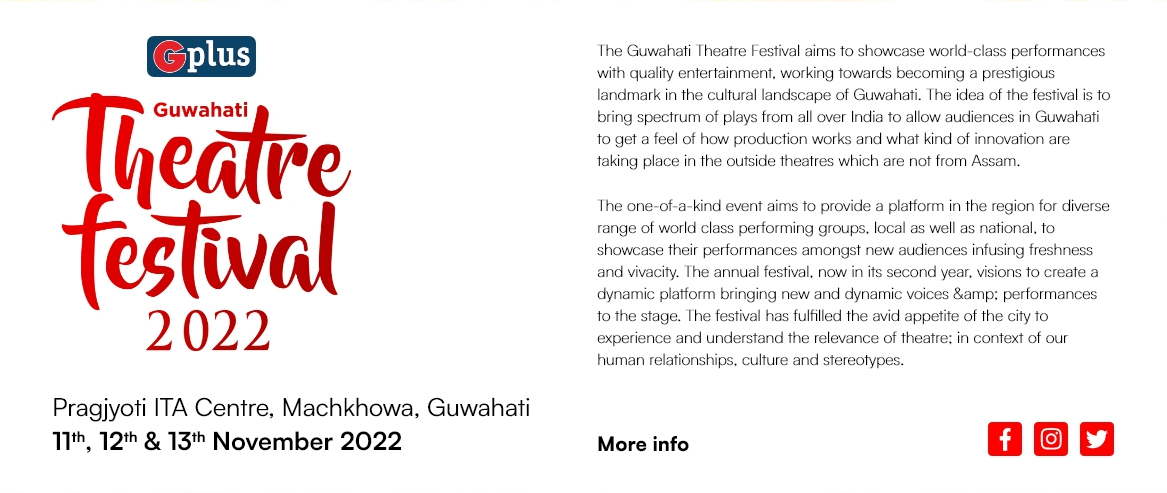 Gplus
Guwahati
Theatre
festival
2022
Pragjyoti ITA Centre, Machkhowa, Guwahati
11th, 12th & 13th November 2022
The Guwahati Theatre Festival aims to showcase world-class performances
with quality entertainment, working towards becoming a prestigious
landmark in the cultural landscape of Guwahati. The idea of the festival is to
bring spectrum of plays from all over India to allow audiences in Guwahati
to get a feel of how production works and what kind of innovation are
taking place in the outside theatres which are not from Assam.
The one-of-a-kind event aims to provide a platform in the region for diverse
range of world class performing groups, local as well as national, to
showcase their performances amongst new audiences infusing freshness
and vivacity. The annual festival, now in its second year, visions to create a
dynamic platform bringing new and dynamic voices &amp; performances
to the stage. The festival has fulfilled the avid appetite of the city to
experience and understand the relevance of theatre; in context of our
human relationships, culture and stereotypes.
More info